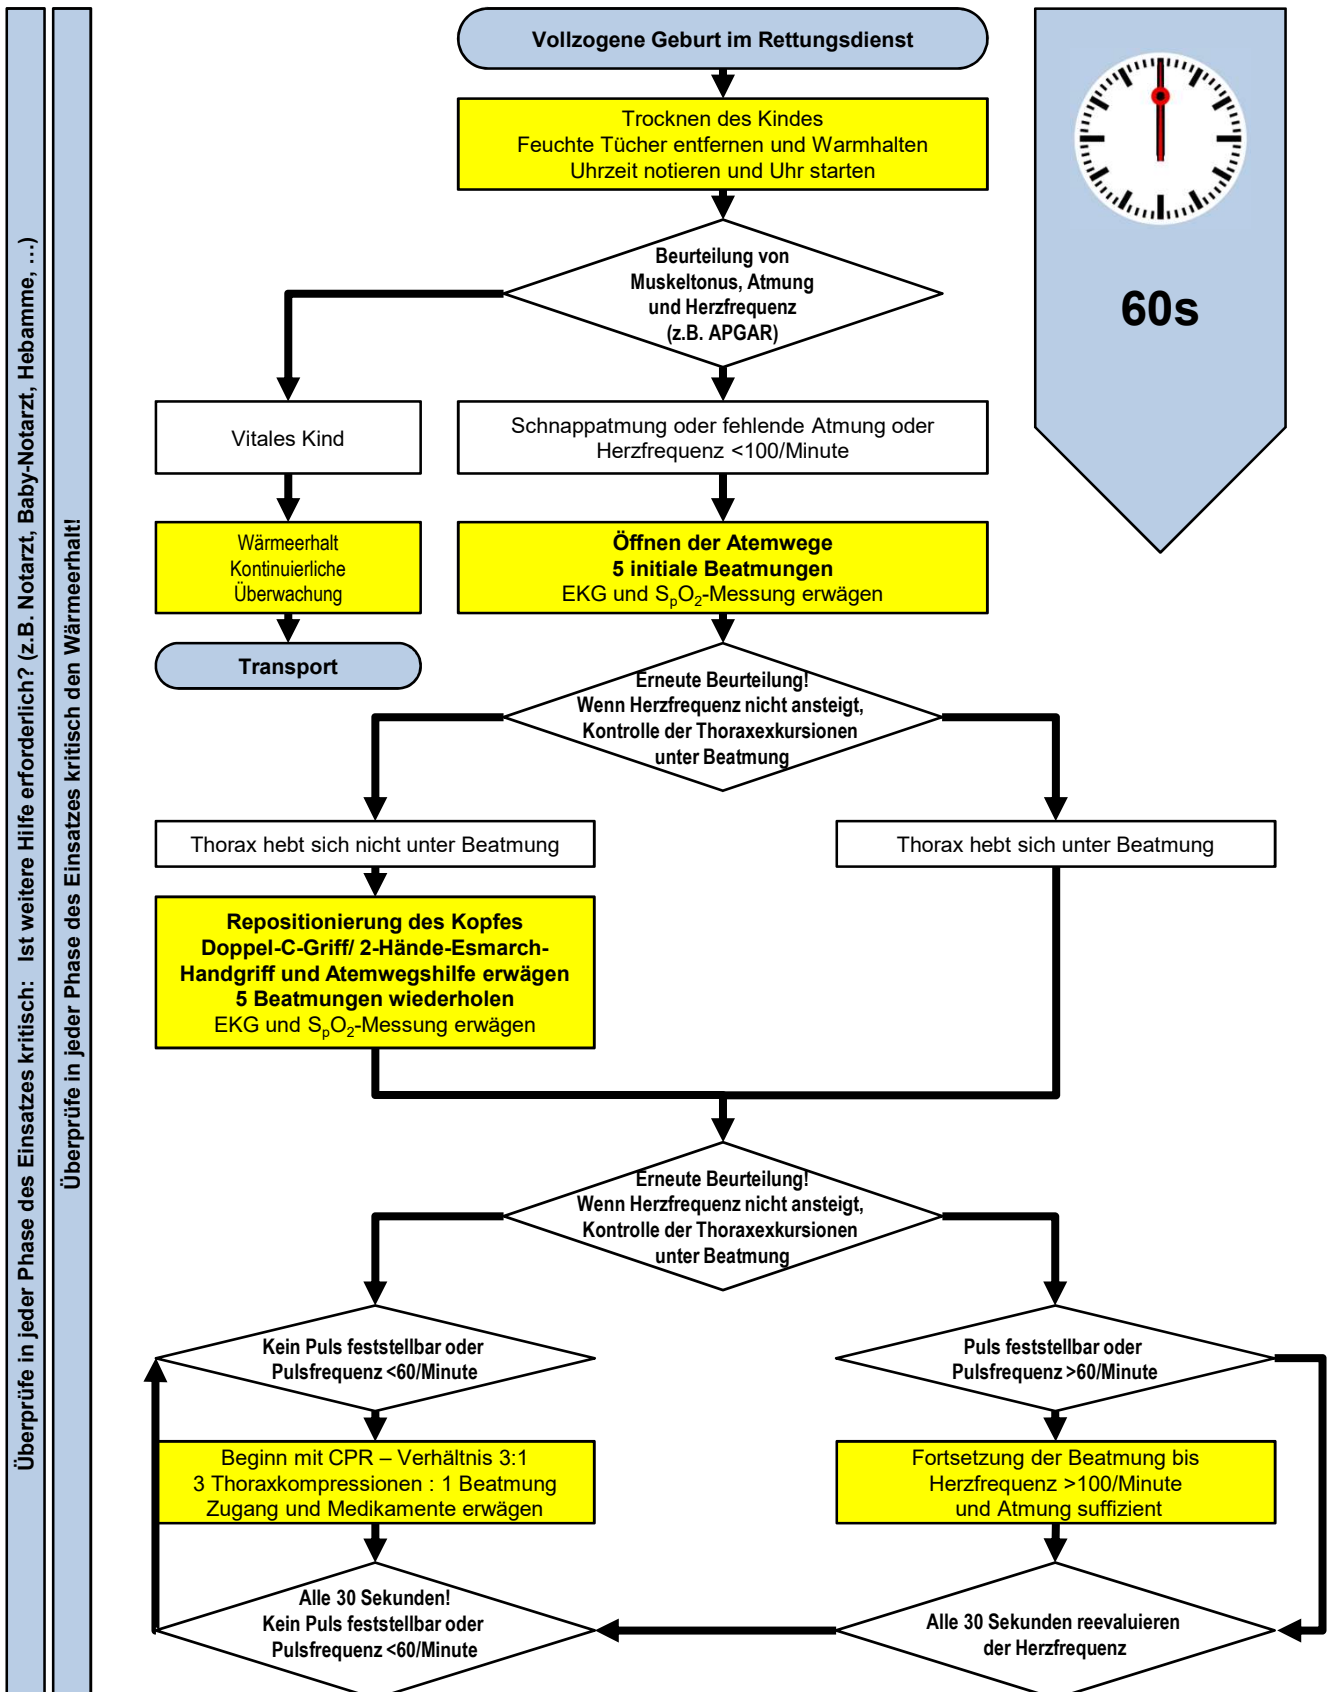 Überprüfe in jeder Phase des Einsatzes kritisch: Ist weitere Hilfe erforderlich? (z.B. Notarzt, Baby-Notarzt, Hebamme, …)
Überprüfe in jeder Phase des Einsatzes kritisch den Wärmeerhalt!
Vollzogene Geburt im Rettungsdienst
Trocknen des Kindes
Feuchte Tücher entfernen und Warmhalten
Uhrzeit notieren und Uhr starten
60s
Beurteilung von
Muskeltonus, Atmung
und Herzfrequenz
(z.B. APGAR)
Vitales Kind
Schnappatmung oder fehlende Atmung oder
Herzfrequenz <100/Minute
Wärmeerhalt
Kontinuierliche
Überwachung
Öffnen der Atemwege
5 initiale Beatmungen
EKG und SpO2-Messung erwägen
Transport
Erneute Beurteilung!
Wenn Herzfrequenz nicht ansteigt,
Kontrolle der Thoraxexkursionen
unter Beatmung
Thorax hebt sich nicht unter Beatmung
Thorax hebt sich unter Beatmung
Repositionierung des Kopfes
Doppel-C-Griff/ 2-Hände-Esmarch-
Handgriff und Atemwegshilfe erwägen
5 Beatmungen wiederholen
EKG und SpO2-Messung erwägen
Erneute Beurteilung!
Wenn Herzfrequenz nicht ansteigt,
Kontrolle der Thoraxexkursionen
unter Beatmung
Kein Puls feststellbar oder
Pulsfrequenz <60/Minute
Puls feststellbar oder
Pulsfrequenz >60/Minute
Beginn mit CPR – Verhältnis 3:1
3 Thoraxkompressionen : 1 Beatmung
Zugang und Medikamente erwägen
Fortsetzung der Beatmung bis
Herzfrequenz >100/Minute
und Atmung suffizient
Alle 30 Sekunden!
Kein Puls feststellbar oder
Pulsfrequenz <60/Minute
Alle 30 Sekunden reevaluieren
der Herzfrequenz